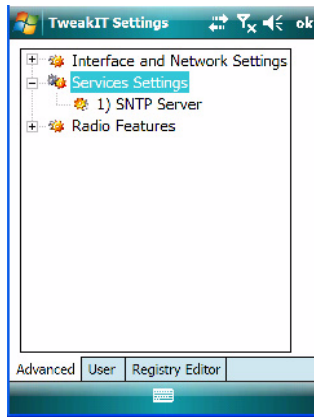 TweakIT Settings ok
Interface and Network Settings
Services Settings
1) SNTP Server
Radio Features
Advanced User Registry Editor